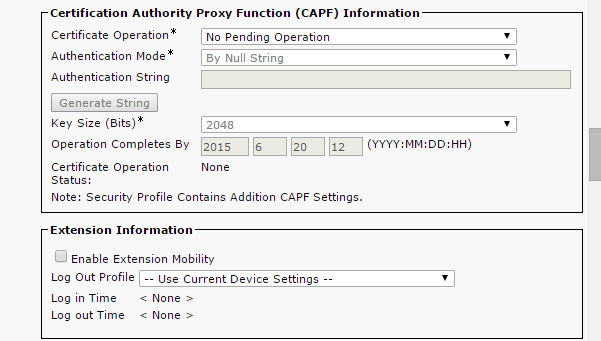 Certification Authority Proxy Function (CAPF) Information
Certificate Operation* No Pending Operation
Authentication Mode* By Null String
Authentication String
Generate String
Key Size (Bits)* 2048
Operation Completes By 2015 6 20 12 (YYYY:MM:DD:HH)
Certificate Operation None
Status:
Note: Security Profile Contains Addition CAPF Settings.
Extension Information
Enable Extension Mobility
Log Out Profile -- Use Current Device Settings --
Log in Time < None >
Log out Time < None >